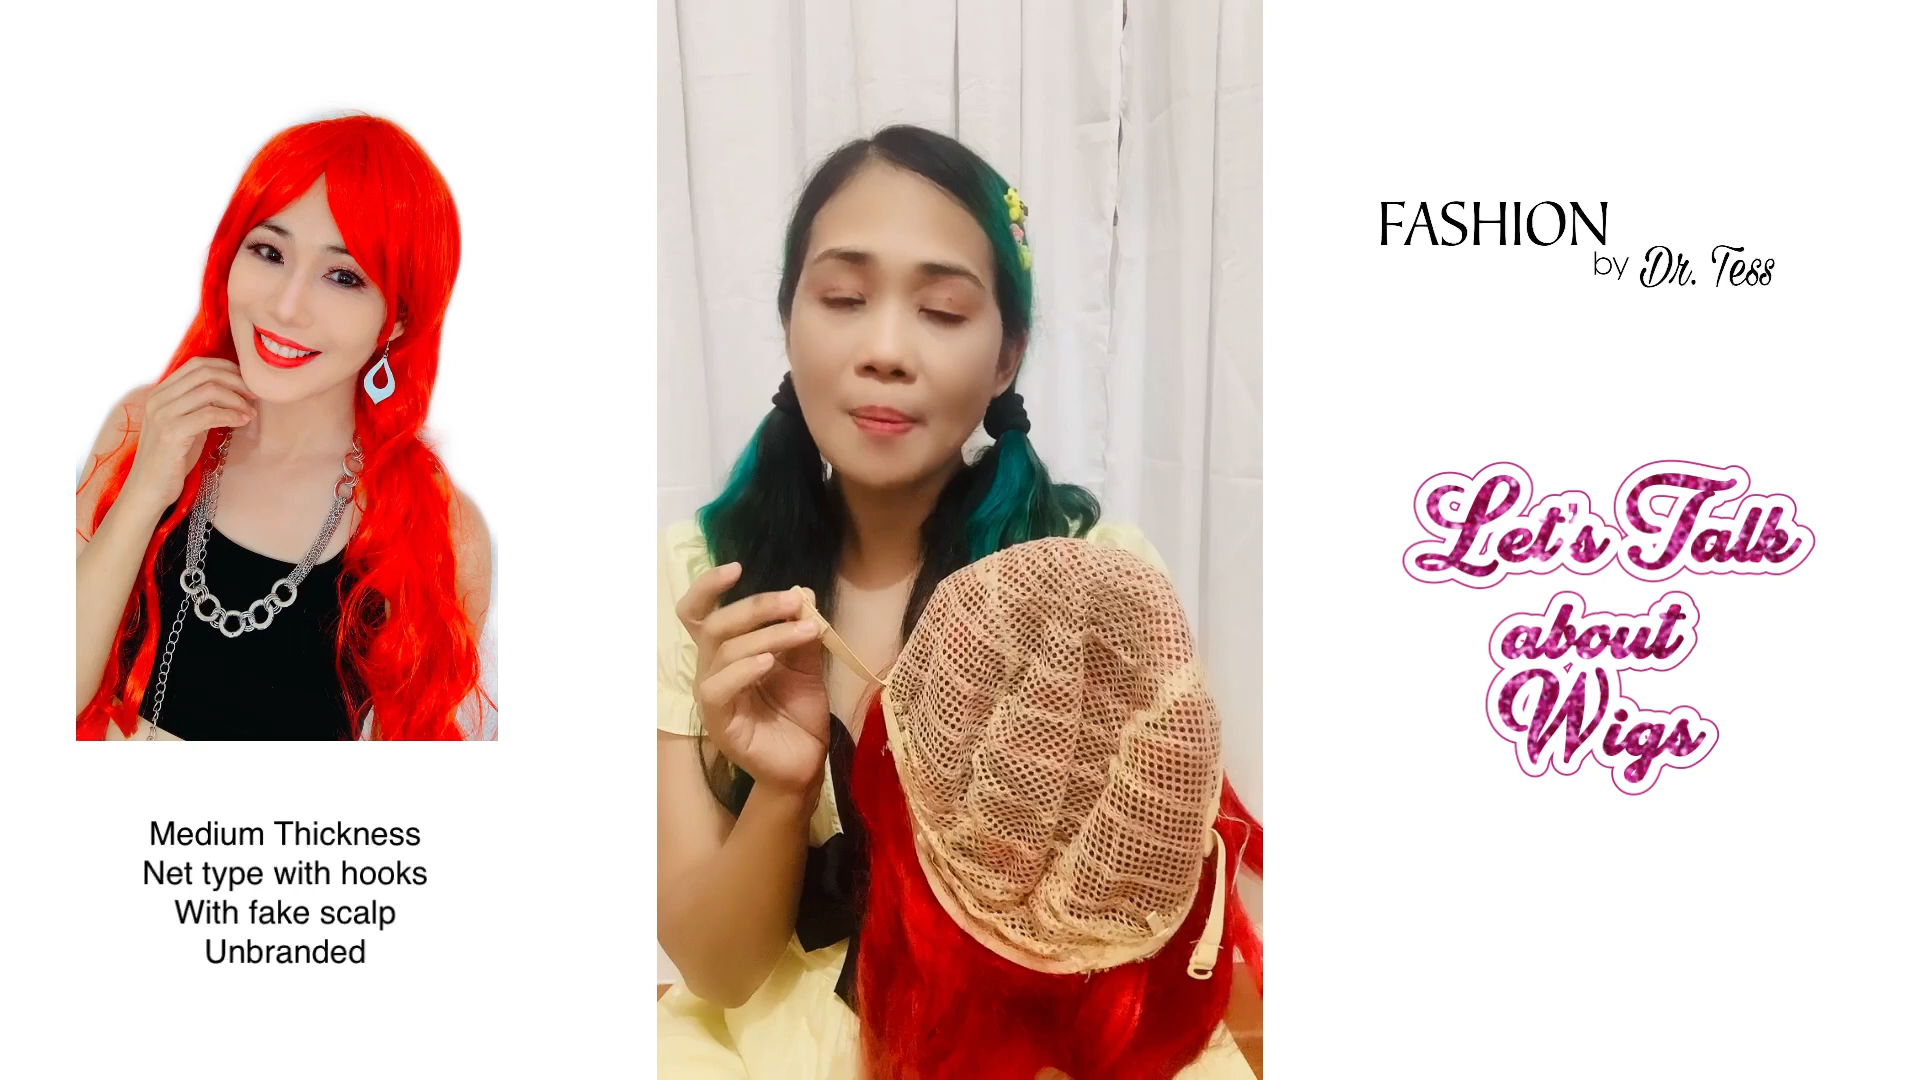 Medium Thickness
Net type with hooks
With fake scalp
Unbranded
FASHION
by Dr. Tess
Let's Talk
about
Wigs